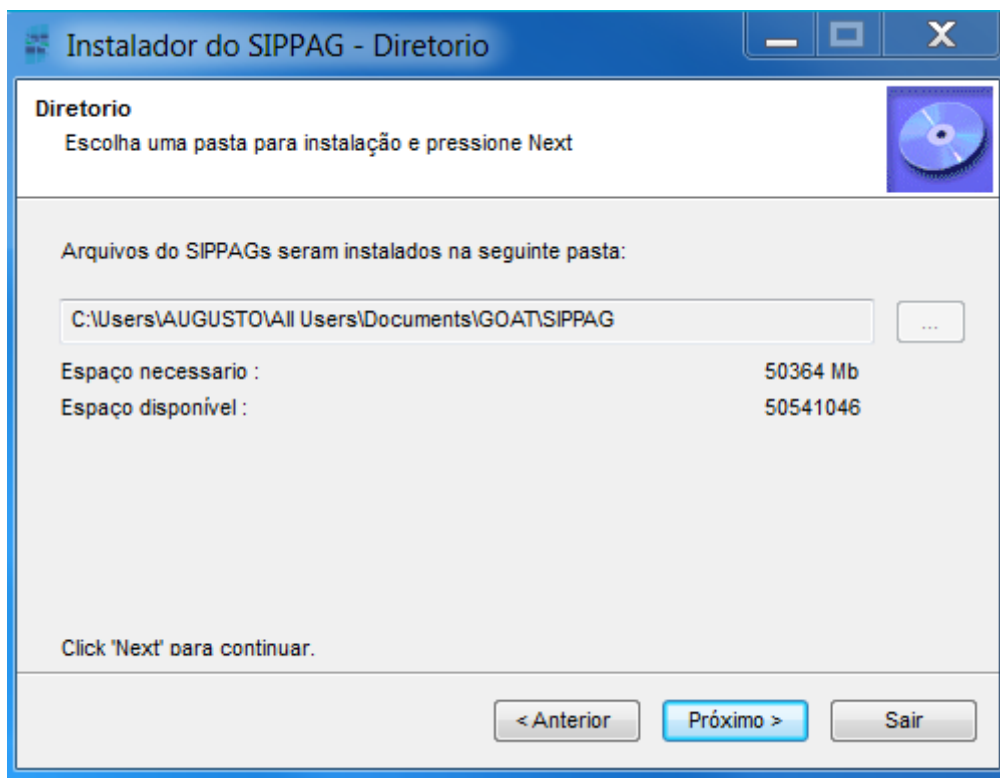 Instalador do SIPPAG - Diretorio
Diretorio
Escolha uma pasta para instalação e pressione Next
Arquivos do SIPPAGs seram instalados na seguinte pasta:
C:\Users\AUGUSTO\All Users\Documents\GOAT\SIPPAG
...
Espaço necessario : 50364 Mb
Espaço disponível : 50541046
Click 'Next' para continuar.
< Anterior Próximo > Sair